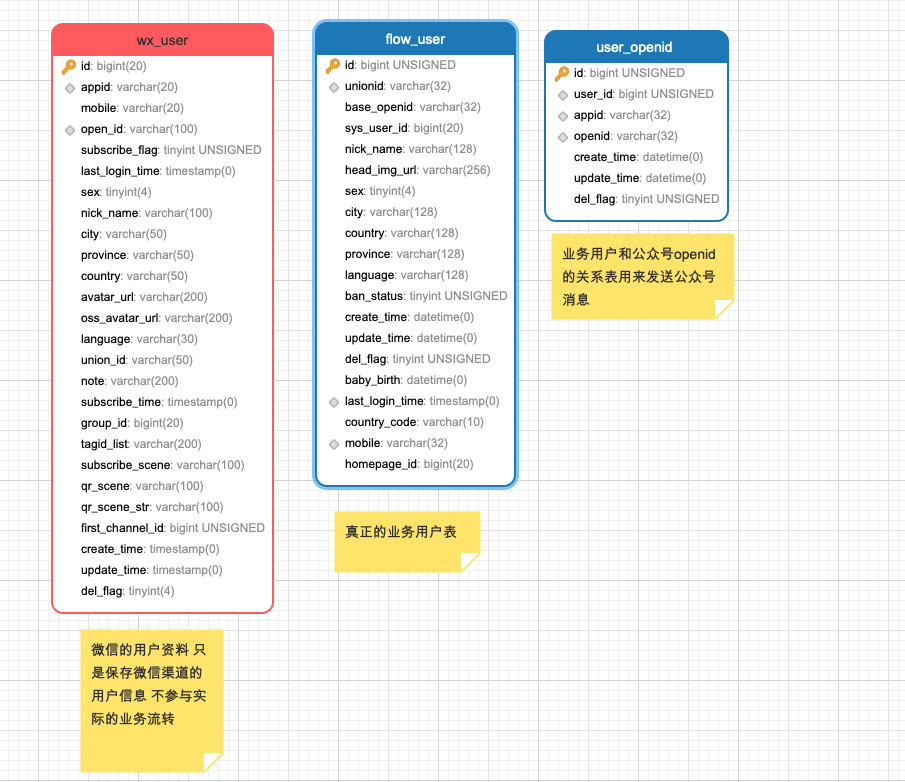 wx_user
id: bigint(20)
appid: varchar(20)
mobile: varchar(20)
open_id: varchar(100)
subscribe_flag: tinyint UNSIGNED
last_login_time: timestamp(0)
sex: tinyint(4)
nick_name: varchar(100)
city: varchar(50)
province: varchar(50)
country: varchar(50)
avatar_url: varchar(200)
oss_avatar_url: varchar(200)
language: varchar(30)
union_id: varchar(50)
note: varchar(200)
subscribe_time: timestamp(0)
group_id: bigint(20)
tagid_list: varchar(200)
subscribe_scene: varchar(100)
qr_scene: varchar(100)
qr_scene_str: varchar(100)
first_channel_id: bigint UNSIGNED
create_time: timestamp(0)
update_time: timestamp(0)
del_flag: tinyint(4)
微信的用户资料 只
是保存微信渠道的
用户信息 不参与实
际的业务流转
flow_user
id: bigint UNSIGNED
unionid: varchar(32)
base_openid: varchar(32)
sys_user_id: bigint(20)
nick_name: varchar(128)
head_img_url: varchar(256)
sex: tinyint(4)
city: varchar(128)
country: varchar(128)
province: varchar(128)
language: varchar(128)
ban_status: tinyint UNSIGNED
create_time: datetime(0)
update_time: datetime(0)
del_flag: tinyint UNSIGNED
baby_birth: datetime(0)
last_login_time: timestamp(0)
country_code: varchar(10)
mobile: varchar(32)
homepage_id: bigint(20)
真正的业务用户表
user_openid
id: bigint UNSIGNED
user_id: bigint UNSIGNED
appid: varchar(32)
openid: varchar(32)
create_time: datetime(0)
update_time: datetime(0)
del_flag: tinyint UNSIGNED
业务用户和公众号openid
的关系表用来发送公众号
消息